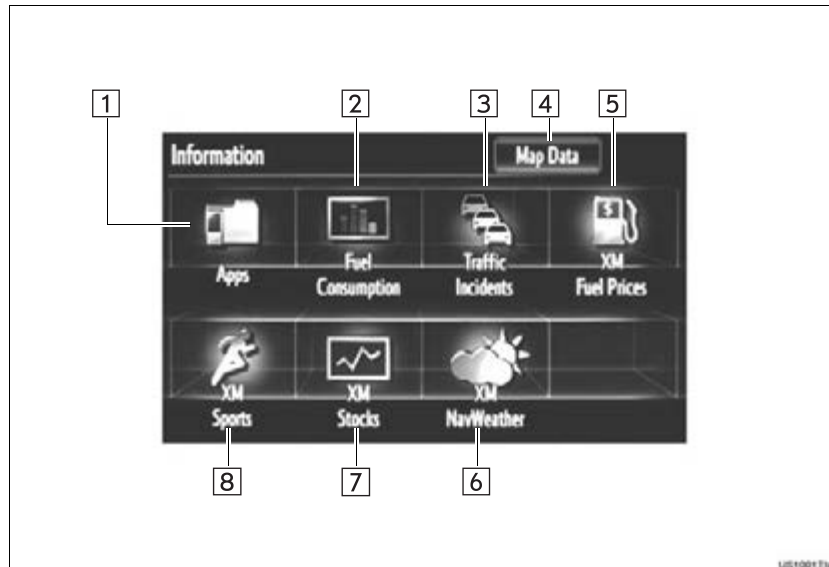 1
2
3
4
5
Information
Map Data
Apps
Fuel
Consumption
Traffic
Incidents
$
XM
Fuel Prices
XM
Sports
XM
Stocks
XM
NavWeather
8
7
6